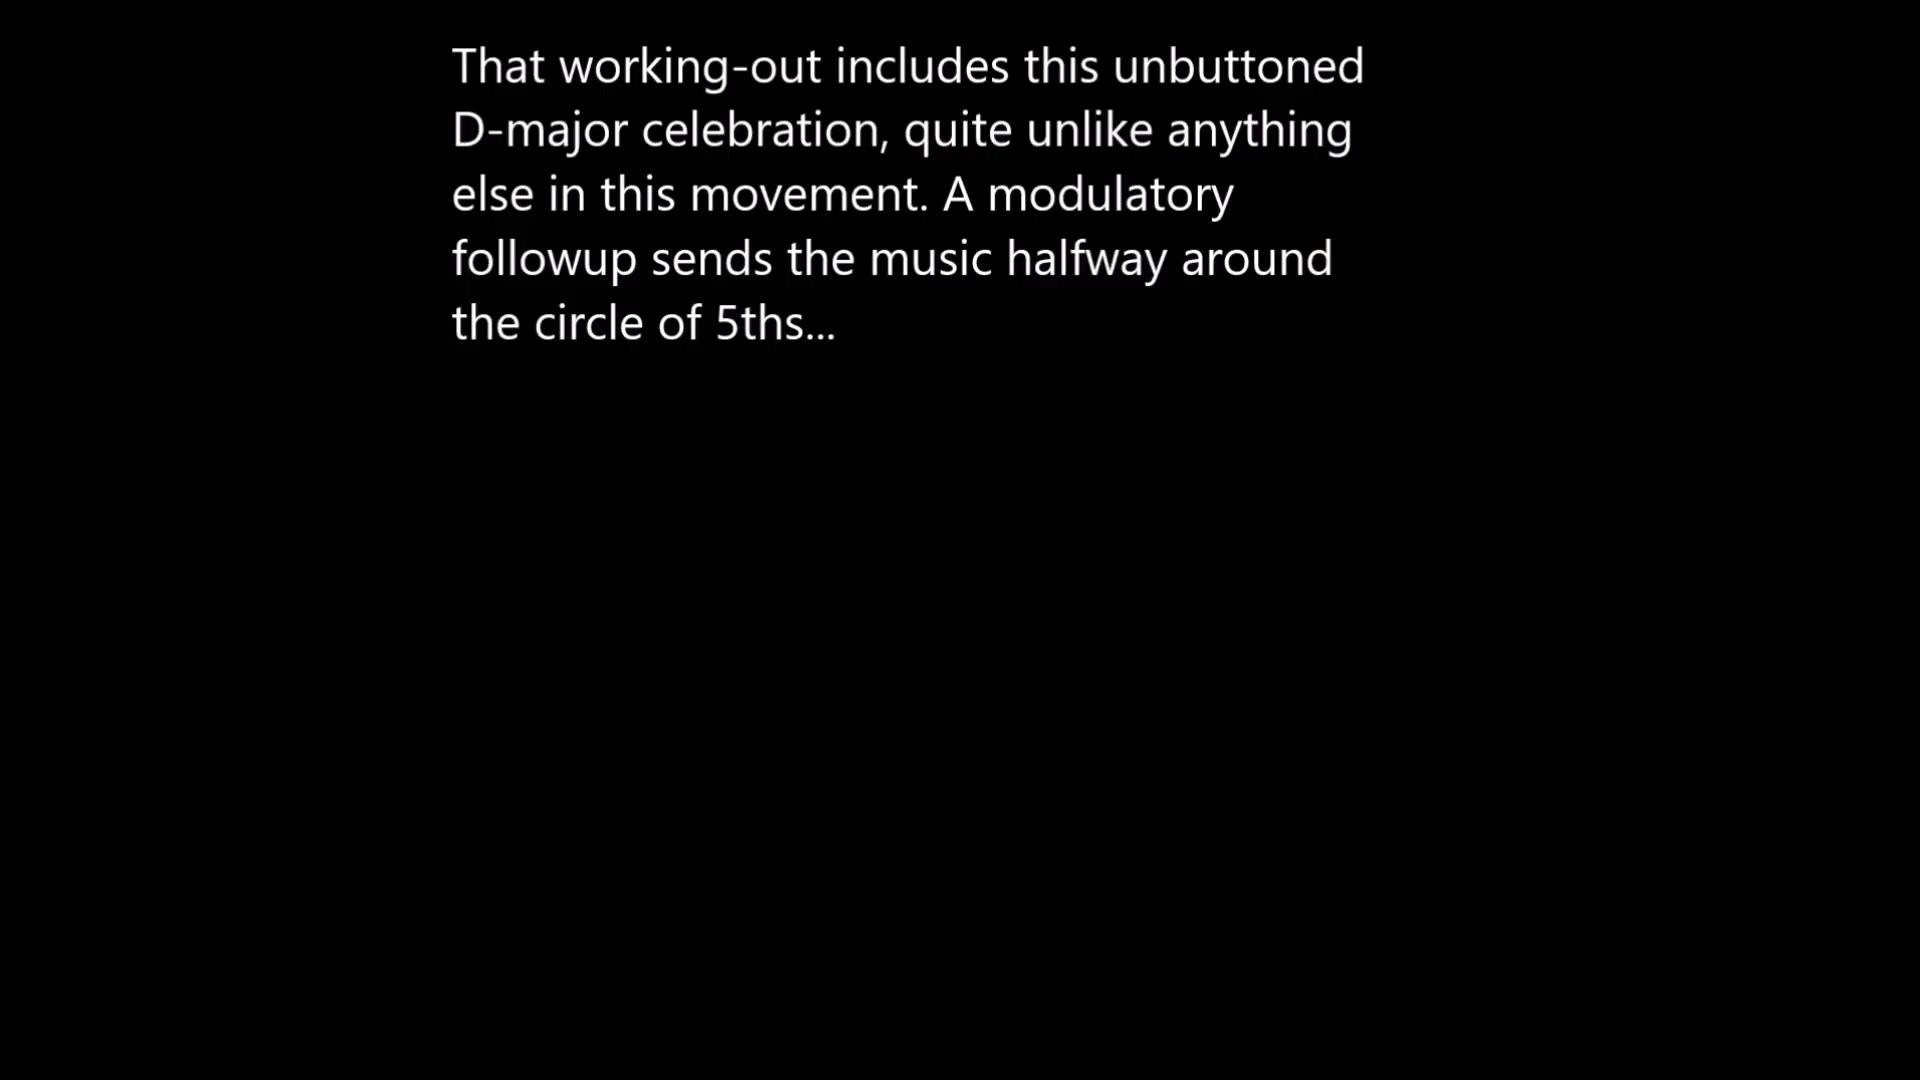 That working-out includes this unbuttoned
D-major celebration, quite unlike anything
else in this movement. A modulatory
followup sends the music halfway around
the circle of 5ths...